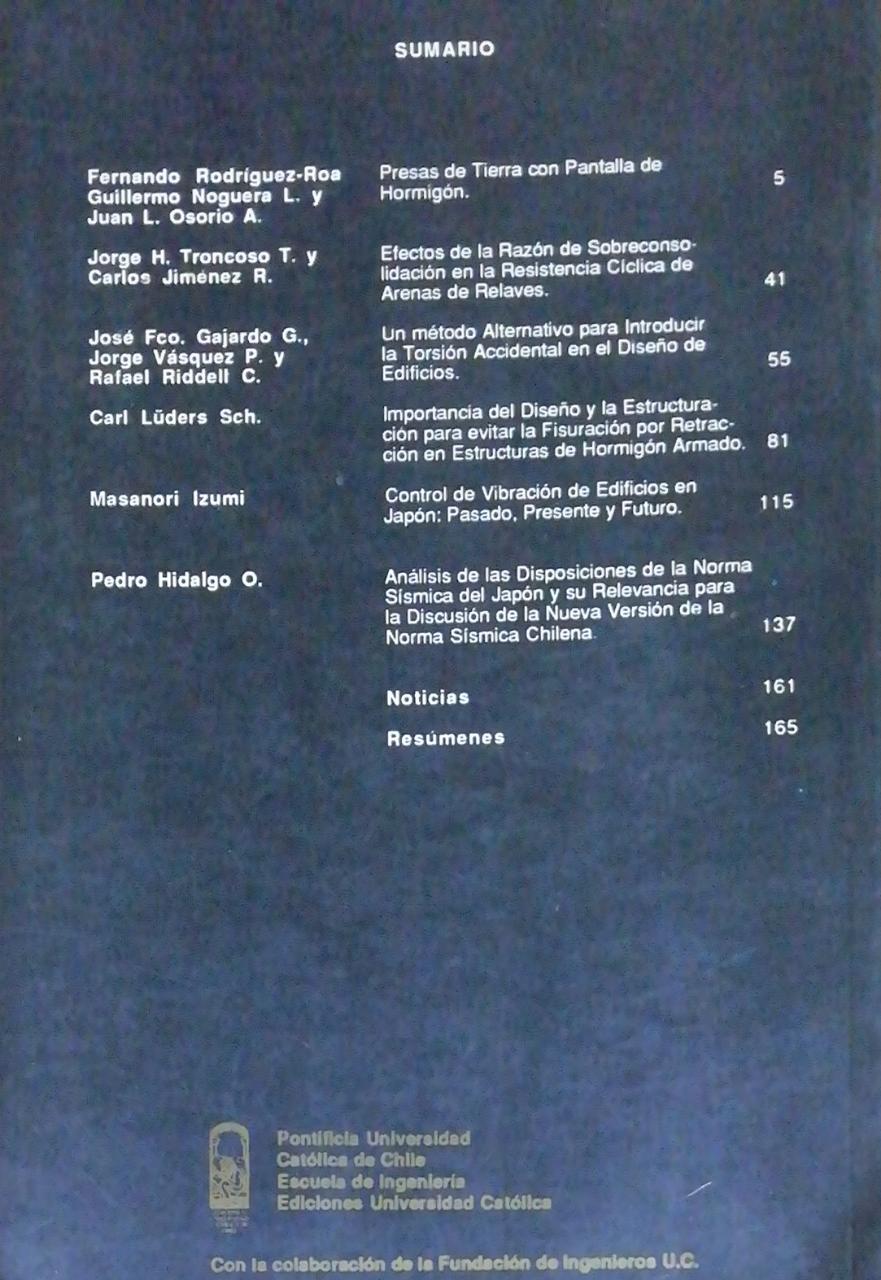 SUMARIO
Fernando Rodríguez-Roa
Guillermo Noguera L. y
Juan L. Osorio A.
Presas de Tierra con Pantalla de
Hormigón.
5
Jorge H. Troncoso T. y
Carlos Jiménez R.
Efectos de la Razón de Sobreconso-
lidación en la Resistencia Cíclica de
Arenas de Relaves.
41
José Fco. Gajardo G.,
Jorge Vásquez P. y
Rafael Riddell C.
Un método Alternativo para Introducir
la Torsión Accidental en el Diseño de
Edificios.
55
Carl Lüders Sch.
Importancia del Diseño y la Estructura-
ción para evitar la Fisuración por Retrac-
ción en Estructuras de Hormigón Armado.
81
Masanori Izumi
Control de Vibración de Edificios en
Japón: Pasado, Presente y Futuro.
115
Pedro Hidalgo O.
Análisis de las Disposiciones de la Norma
Sísmica del Japón y su Relevancia para
la Discusión de la Nueva Versión de la
Norma Sísmica Chilena
137
Noticias
161
Resúmenes
165
Pontificia Universidad
Católica de Chile
Escuela de Ingeniería
Ediciones Universidad Católica
Con la colaboración de la Fundación de Ingenieros U.C.